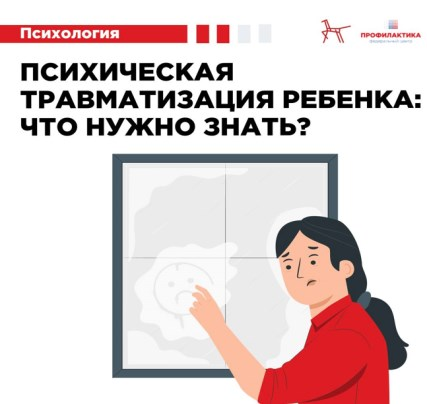 Психология
ПРОФИЛАКТИКА
ПСИХИЧЕСКАЯ
ТРАВМАТИЗАЦИЯ РЕБЕНКА:
ЧТО НУЖНО ЗНАТЬ?